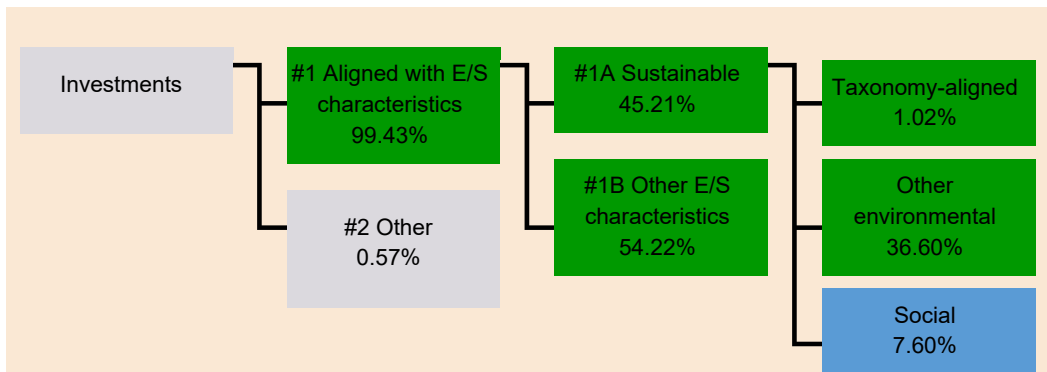 Investments
#1 Aligned with E/S
characteristics
99.43%
#2 Other
0.57%
#1A Sustainable
45.21%
#1B Other E/S
characteristics
54.22%
Taxonomy-aligned
1.02%
Other
environmental
36.60%
Social
7.60%